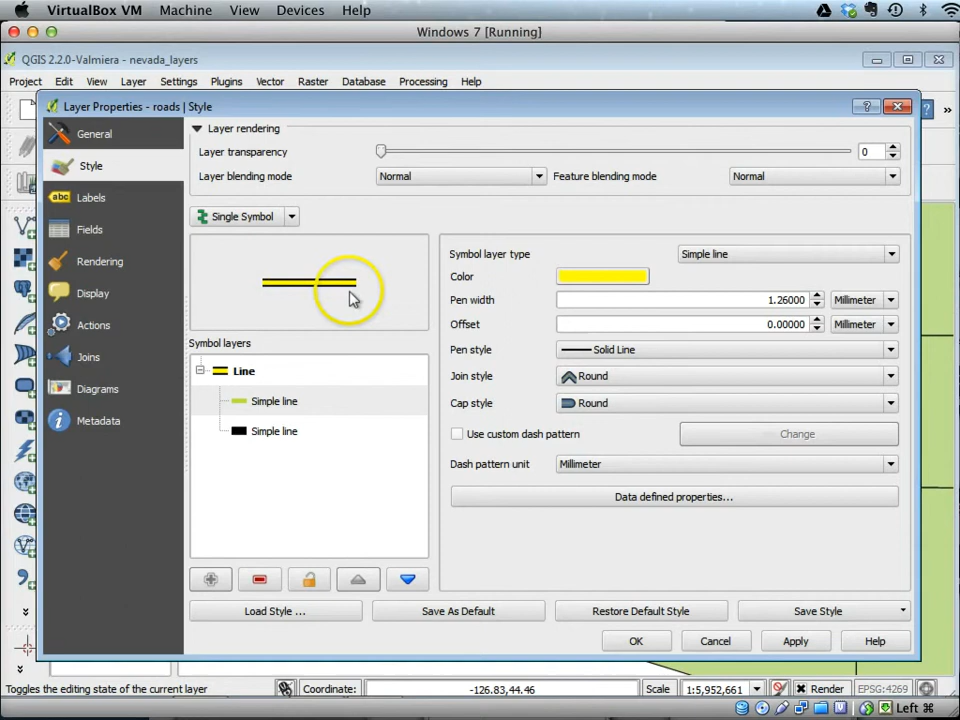 VirtualBox VM Machine View Devices Help
Windows 7 [Running]
QGIS 2.2.0-Valmiera - nevada_layers
Project Edit View Layer Settings Plugins Vector Raster Database Processing Help
Layer Properties - roads | Style
General
Style
Labels
Fields
Rendering
Display
Actions
Joins
Diagrams
Metadata
Layer rendering
Layer transparency 0
Layer blending mode Normal Feature blending mode Normal
Single Symbol
Symbol layers
Line
Simple line
Simple line
Symbol layer type Simple line
Color
Pen width 1.26000 Millimeter
Offset 0.00000 Millimeter
Pen style Solid Line
Join style Round
Cap style Round
Use custom dash pattern Change
Dash pattern unit Millimeter
Data defined properties...
Load Style ... Save As Default Restore Default Style Save Style
OK Cancel Apply Help
Toggles the editing state of the current layer Coordinate: -126.83,44.46 Scale 1:5,952,661 Render EPSG:4269
Left ⌘